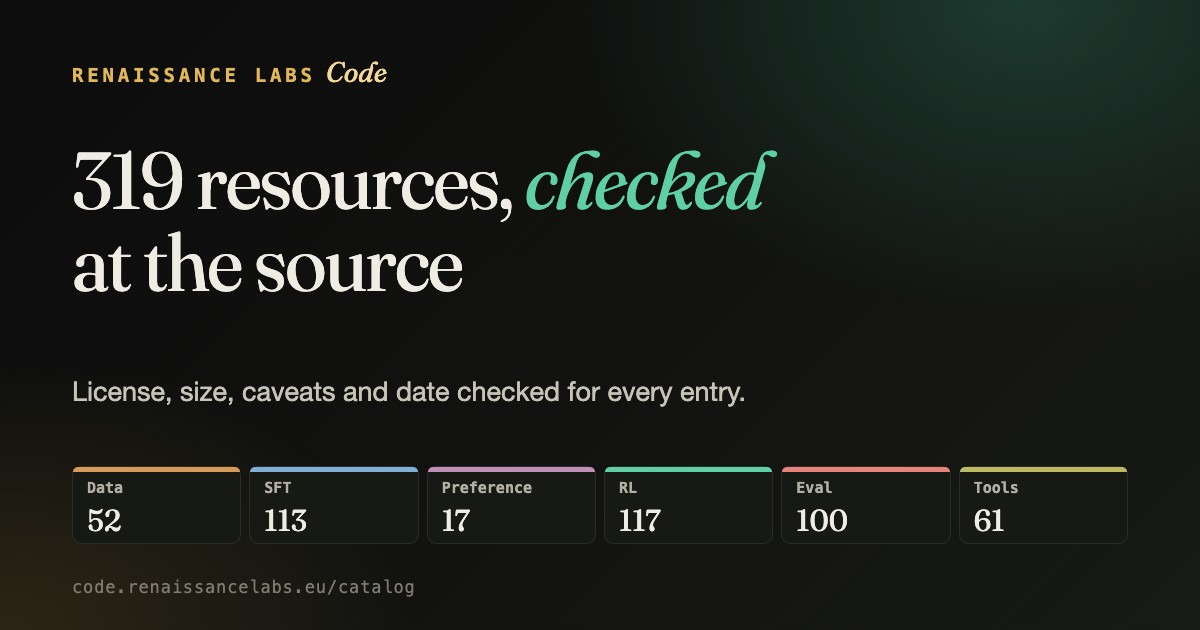 RENAISSANCE LABS Code
319 resources, checked
at the source
License, size, caveats and date checked for every entry.
Data SFT Preference RL Eval Tools
52 113 17 117 100 61
code.renaissancelabs.eu/catalog